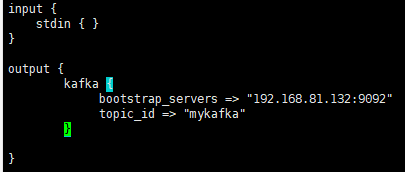 input {
    stdin { }
}

output {
        kafka {
             bootstrap_servers => "192.168.81.132:9092"
             topic_id => "mykafka"
        }

}